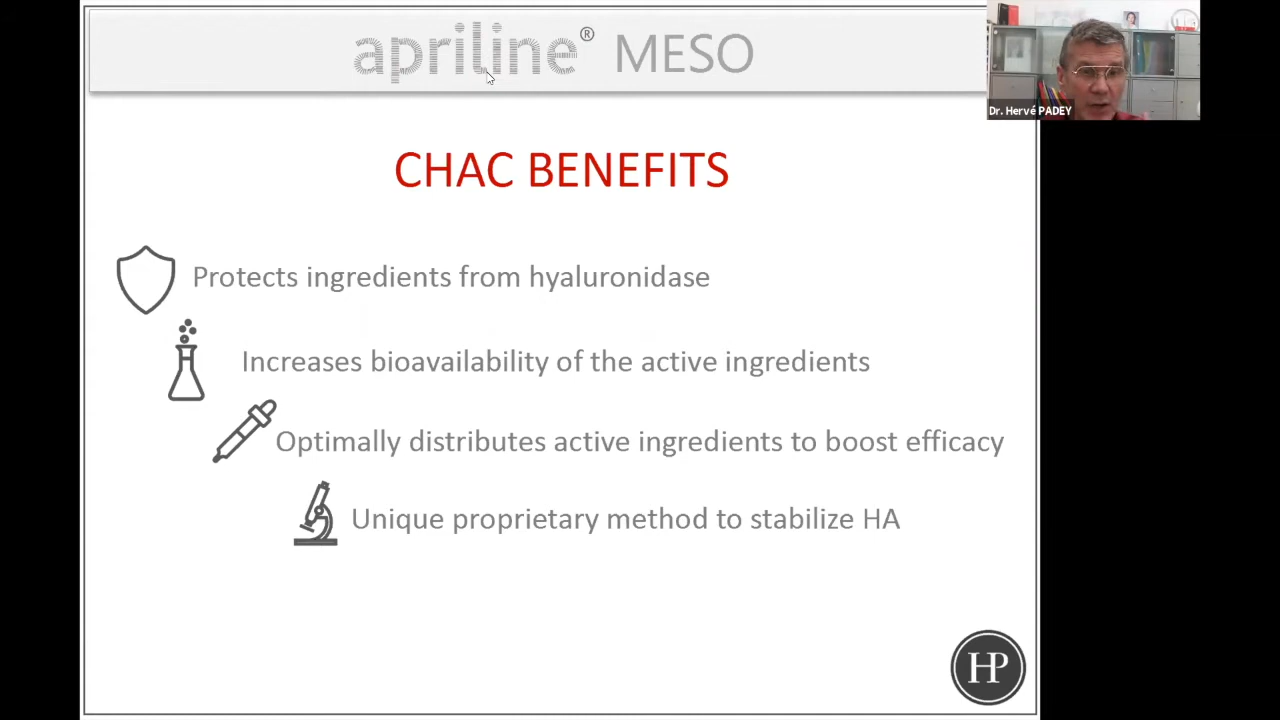 apriline® MESO
Dr. Hervé PADEY
CHAC BENEFITS
Protects ingredients from hyaluronidase
Increases bioavailability of the active ingredients
Optimally distributes active ingredients to boost efficacy
Unique proprietary method to stabilize HA
HP